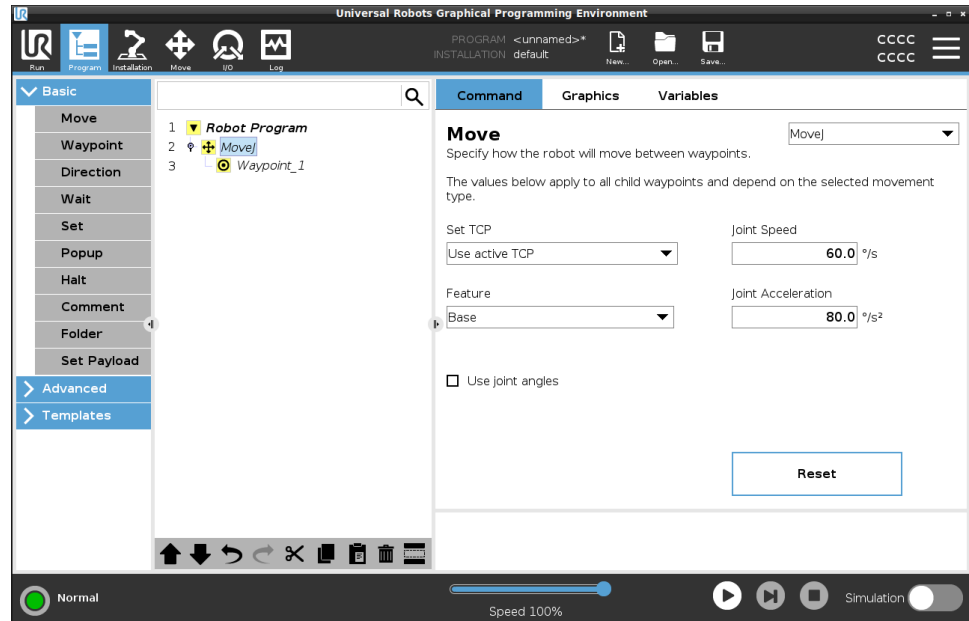 Universal Robots Graphical Programming Environment
UR
Run
Program
Installation
Move
I/O
Log
PROGRAM <unnamed>*
INSTALLATION default
New...
Open...
Save...
CCCC
CCCC
Basic
Move
Waypoint
Direction
Wait
Set
Popup
Halt
Comment
Folder
Set Payload
Advanced
Templates
1 Robot Program
2 MoveJ
3 Waypoint_1
Command Graphics Variables
Move
MoveJ
Specify how the robot will move between waypoints.
The values below apply to all child waypoints and depend on the selected movement
type.
Set TCP
Use active TCP
Joint Speed
60.0 °/s
Feature
Base
Joint Acceleration
80.0 °/s²
Use joint angles
Reset
Normal
Speed 100%
Simulation